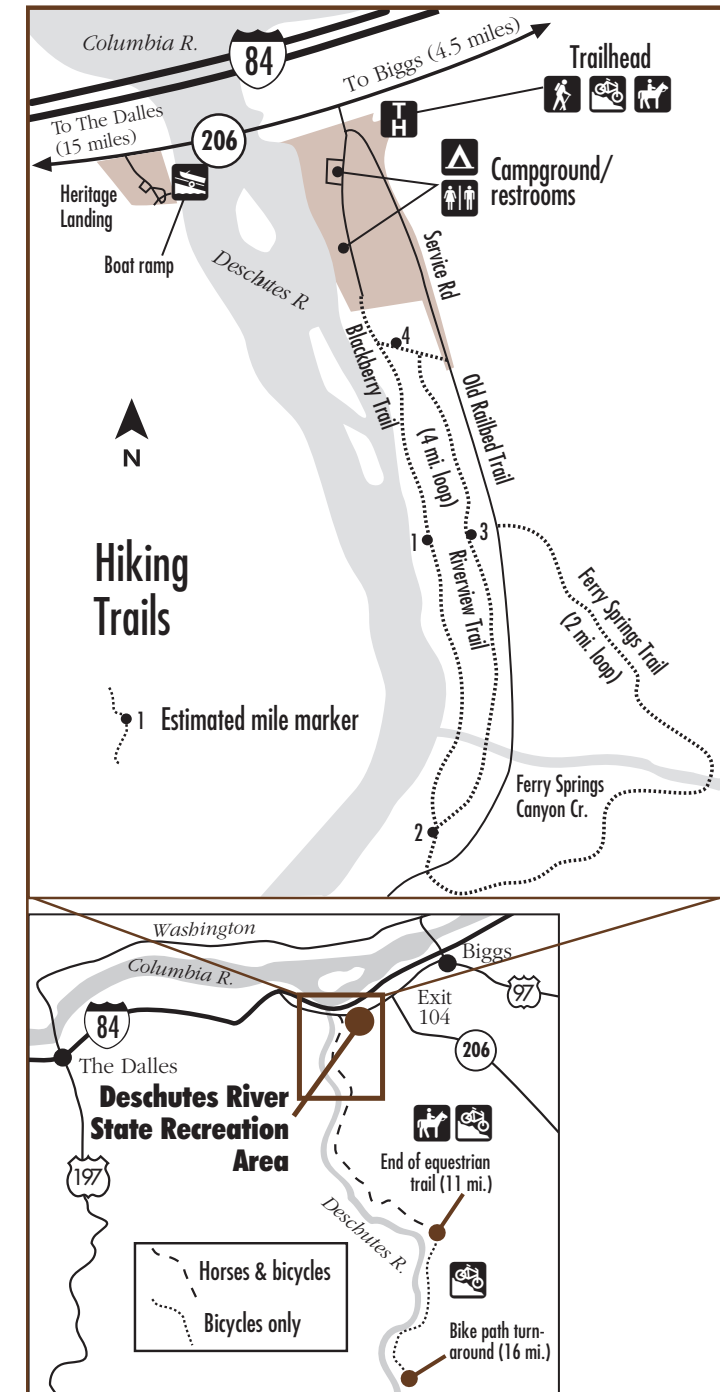 Columbia R.
84
To Biggs (4.5 miles)
Trailhead
T
H
To The Dalles
(15 miles)
206
Campground/
restrooms
Heritage
Landing
Boat ramp
Deschutes R.
Service Rd
4
Blackberry Trail
Old Railbed Trail
(4 mi. loop)
N
1
3
Riverview Trail
Hiking
Trails
Ferry Springs Trail
(2 mi. loop)
1 Estimated mile marker
Ferry Springs
Canyon Cr.
2
Washington
Columbia R.
Biggs
97
Exit
104
84
206
The Dalles
Deschutes River
State Recreation
Area
197
End of equestrian
trail (11 mi.)
Deschutes R.
Horses & bicycles
Bicycles only
Bike path turn-
around (16 mi.)